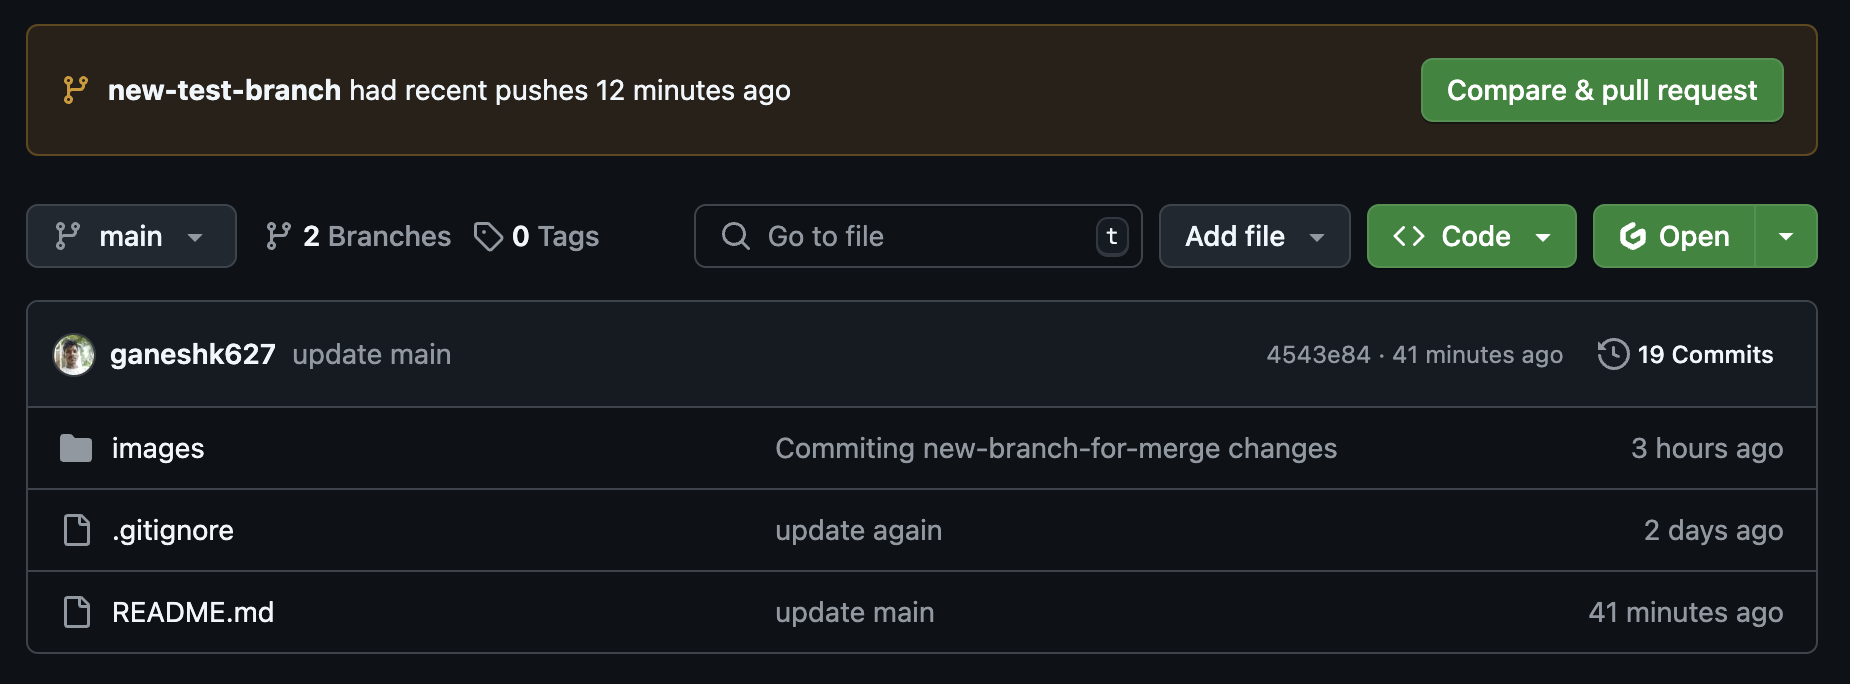 new-test-branch had recent pushes 12 minutes ago
Compare & pull request
main
2 Branches
0 Tags
Go to file
t
Add file
Code
Open
ganeshk627 update main
4543e84 · 41 minutes ago
19 Commits
images
Commiting new-branch-for-merge changes
3 hours ago
.gitignore
update again
2 days ago
README.md
update main
41 minutes ago